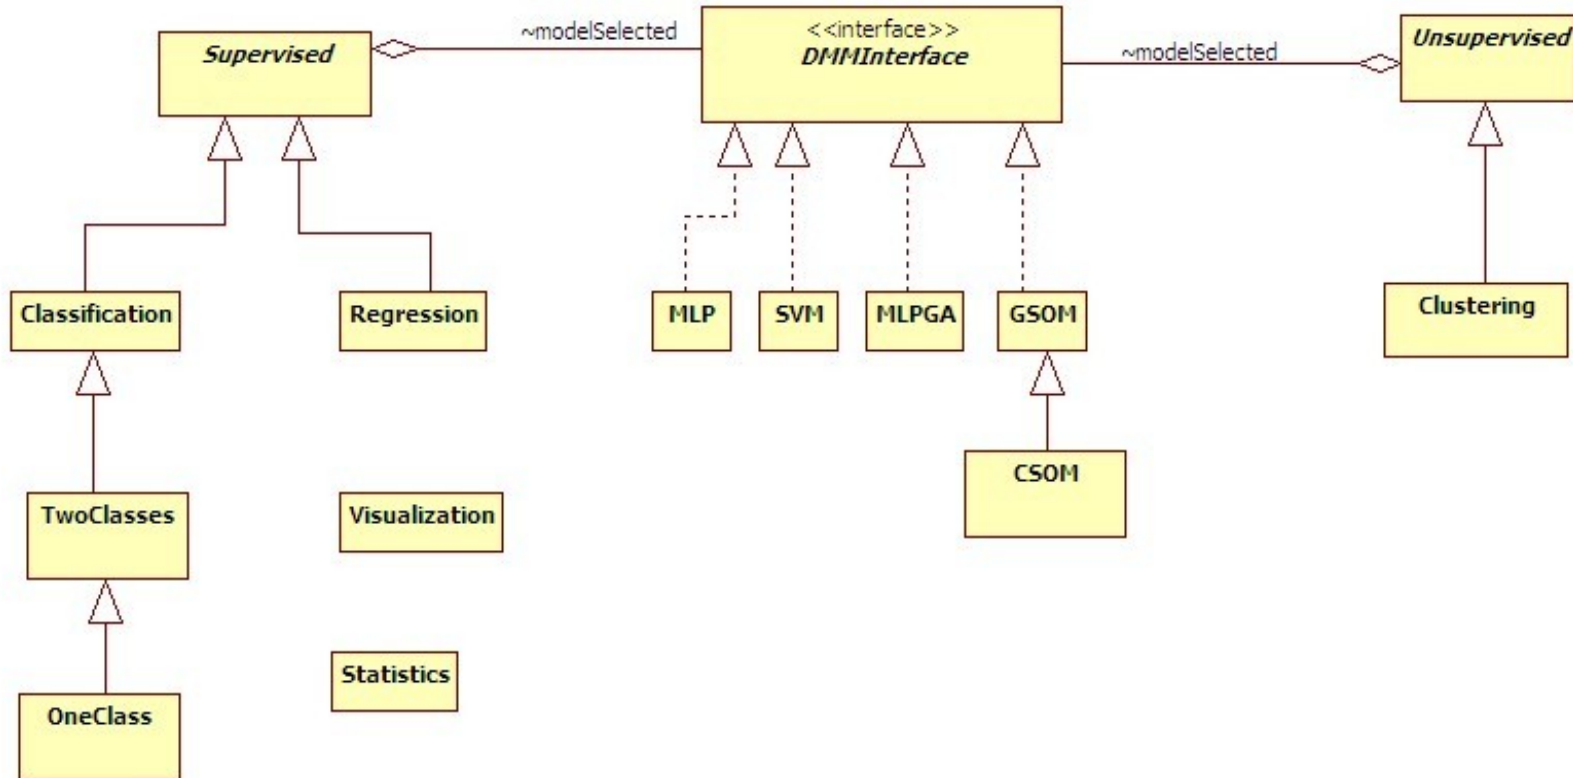 Supervised
~modelSelected
<<interface>>
DMMInterface
~modelSelected
Unsupervised
Classification
Regression
MLP
SVM
MLPGA
GSOM
Clustering
CSOM
TwoClasses
Visualization
Statistics
OneClass